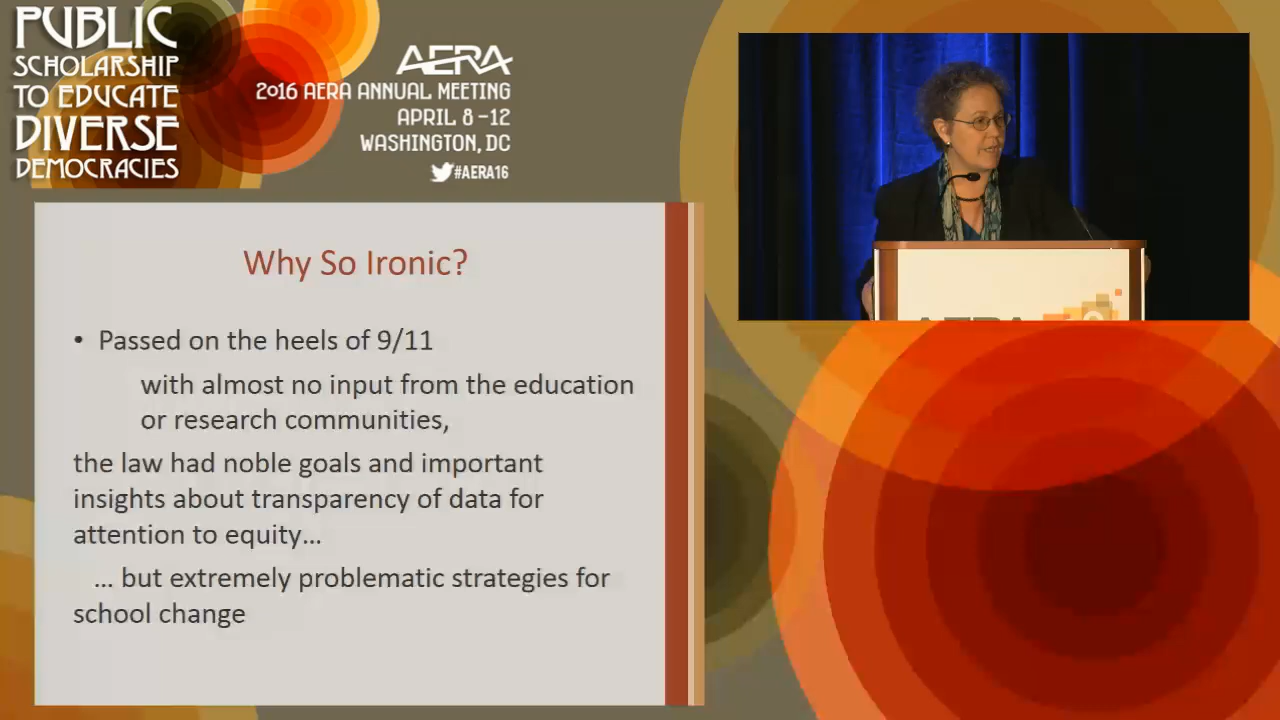 PUBLIC
SCHOLARSHIP
TO EDUCATE
DIVERSE
DEMOCRACIES
AERA
2016 AERA ANNUAL MEETING
APRIL 8-12
WASHINGTON, DC
#AERA16
Why So Ironic?
• Passed on the heels of 9/11
with almost no input from the education
or research communities,
the law had noble goals and important
insights about transparency of data for
attention to equity…
… but extremely problematic strategies for
school change